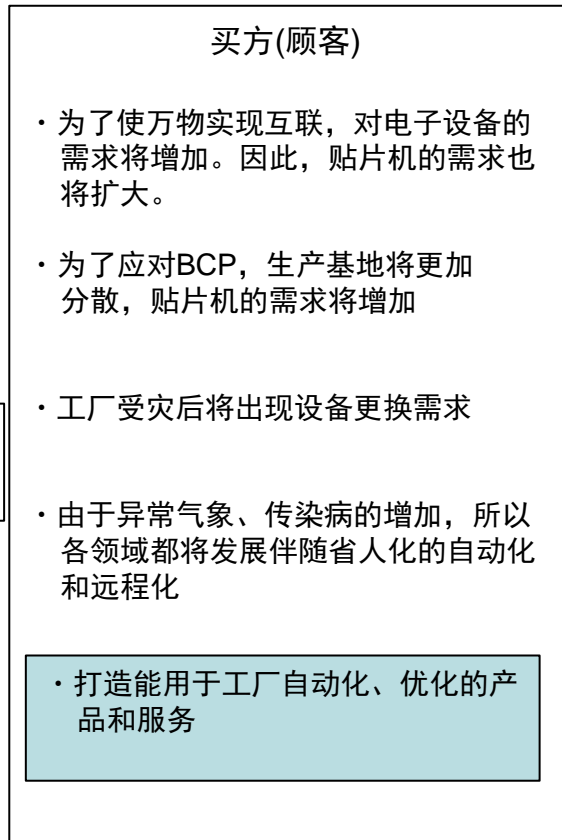 买方(顾客)
・为了使万物实现互联，对电子设备的
需求将增加。因此，贴片机的需求也
将扩大。
・为了应对BCP，生产基地将更加
分散，贴片机的需求将增加
・工厂受灾后将出现设备更换需求
・由于异常气象、传染病的增加，所以
各领域都将发展伴随省人化的自动化
和远程化
・打造能用于工厂自动化、优化的产
品和服务